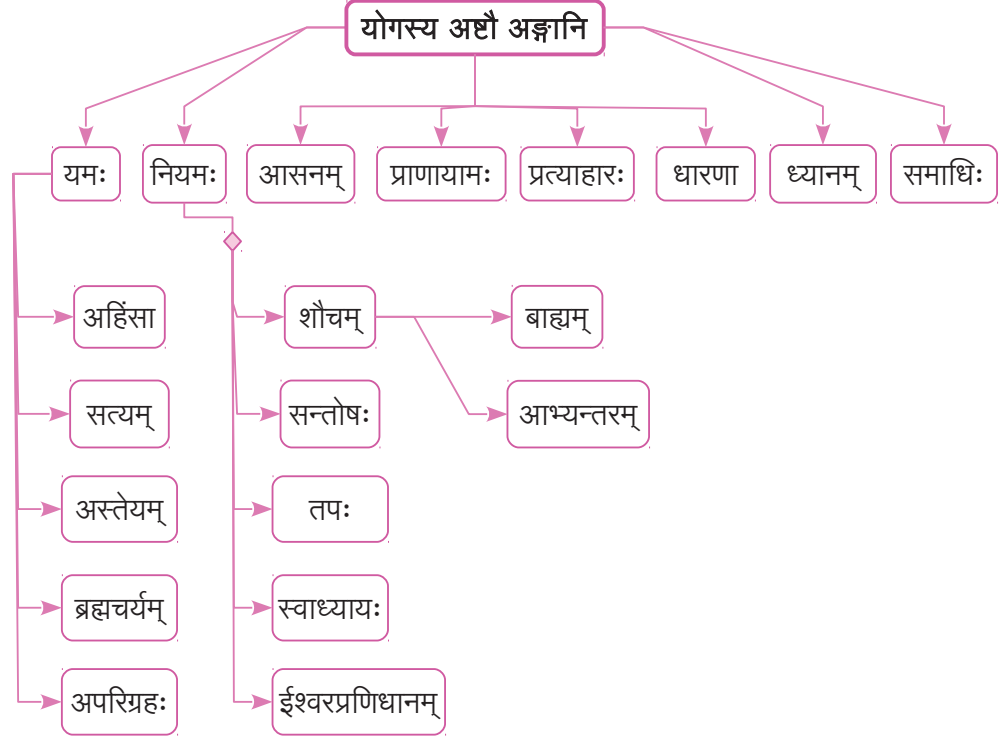 योगस्य अष्टौ अङ्गानि
यमः
नियमः
आसनम्
प्राणायामः
प्रत्याहारः
धारणा
ध्यानम्
समाधिः
अहिंसा
शौचम्
बाह्यम्
सत्यम्
सन्तोषः
आभ्यन्तरम्
अस्तेयम्
तपः
ब्रह्मचर्यम्
स्वाध्यायः
अपरिग्रहः
ईश्वरप्रणिधानम्